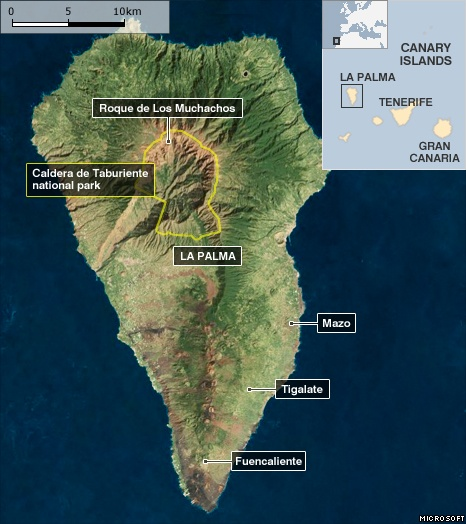 0 5 10km
CANARY
ISLANDS
LA PALMA
TENERIFE
GRAN
CANARIA
Roque de Los Muchachos
Caldera de Taburiente
national park
LA PALMA
Mazo
Tigalate
Fuencaliente
MICROSOFT